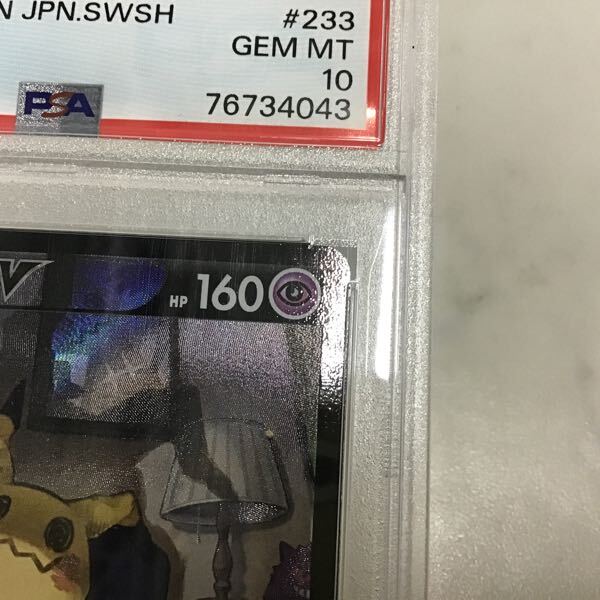 N JPN.SWSH #233
GEM MT
10
PSA 76734043
V HP 160